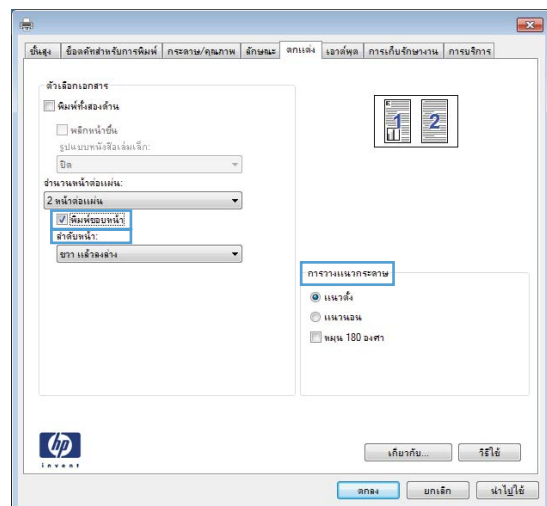 ขั้นสูง ช็อตคัทสำหรับการพิมพ์ กระดาษ/คุณภาพ ลักษณะ ตกแต่ง เอาต์พุต การเก็บรักษางาน การบริการ
ตัวเลือกเอกสาร
พิมพ์ทั้งสองด้าน
พลิกหน้าขึ้น
รูปแบบหนังสือเล่มเล็ก:
ปิด
จำนวนหน้าต่อแผ่น:
2 หน้าต่อแผ่น
พิมพ์ขอบหน้า
ลำดับหน้า:
ขวา แล้วลงล่าง
1 2
การวางแนวกระดาษ
แนวตั้ง
แนวนอน
หมุน 180 องศา
hp
invent
เกี่ยวกับ... วิธีใช้
ตกลง ยกเลิก นำไปใช้